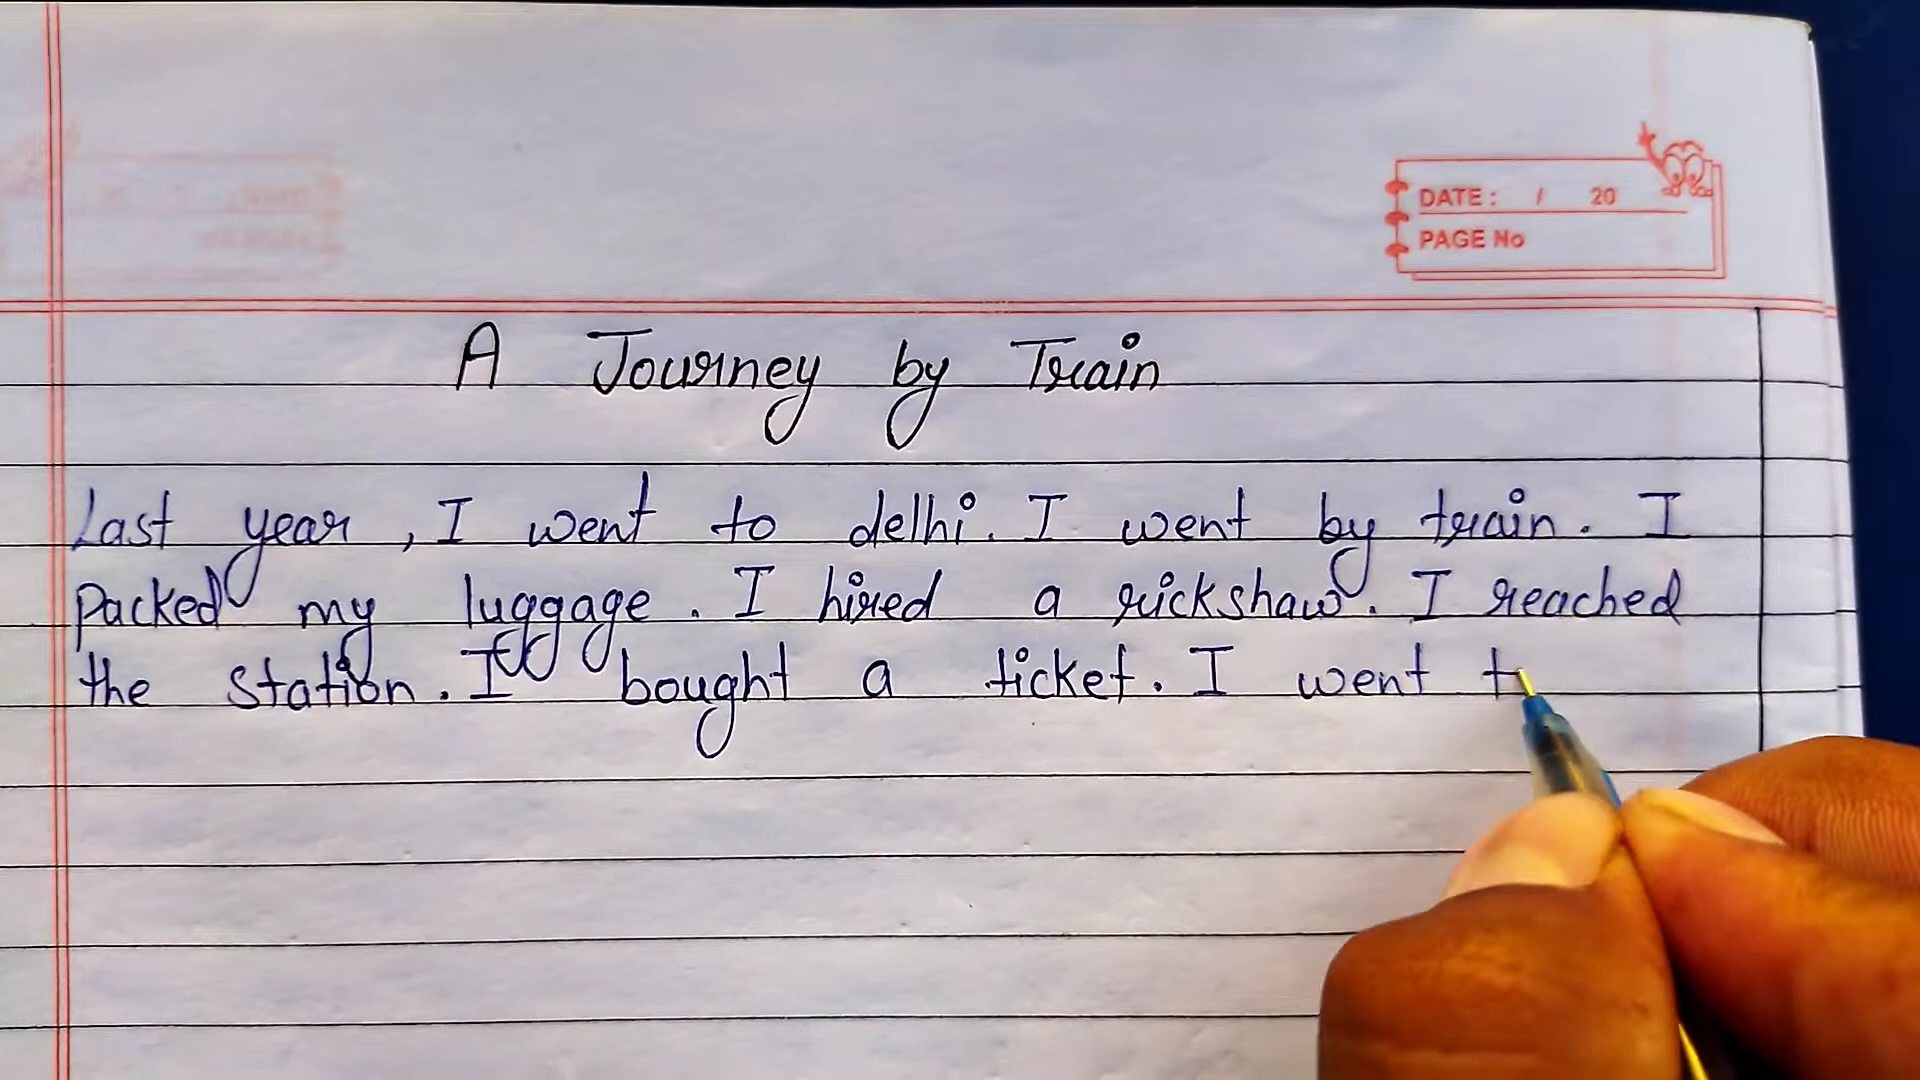 DATE : / 20
PAGE No
A Journey by Train
Last year , I went to delhi. I went by train. I
packed my luggage . I hired a rickshaw. I reached
the station. I bought a ticket. I went t